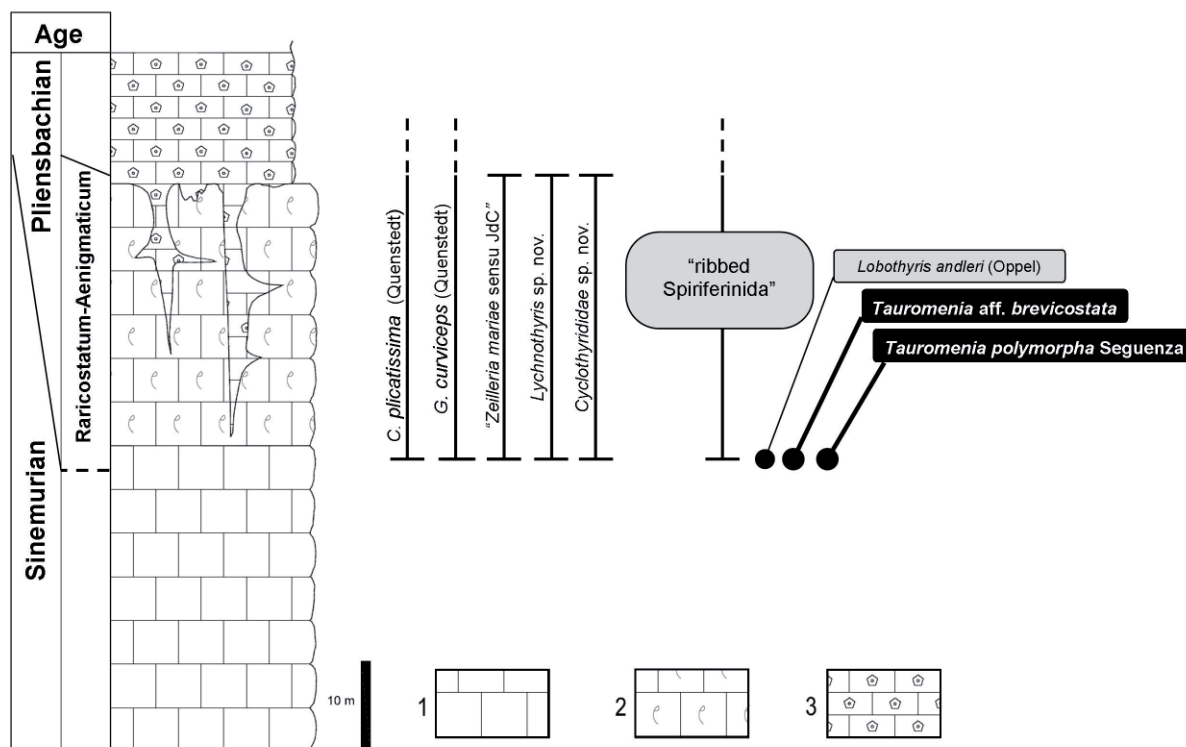 Age
Pliensbachian
Sinemurian
Raricostatum-Aenigmaticum
C. plicatissima (Quenstedt)
G. curviceps (Quenstedt)
"Zeilleria mariae sensu JdC"
Lychnothyris sp. nov.
Cyclothyrididae sp. nov.
"ribbed
Spiriferinida"
Lobothyris andleri (Oppel)
Tauromenia aff. brevicostata
Tauromenia polymorpha Seguenza
10 m
1
2
3